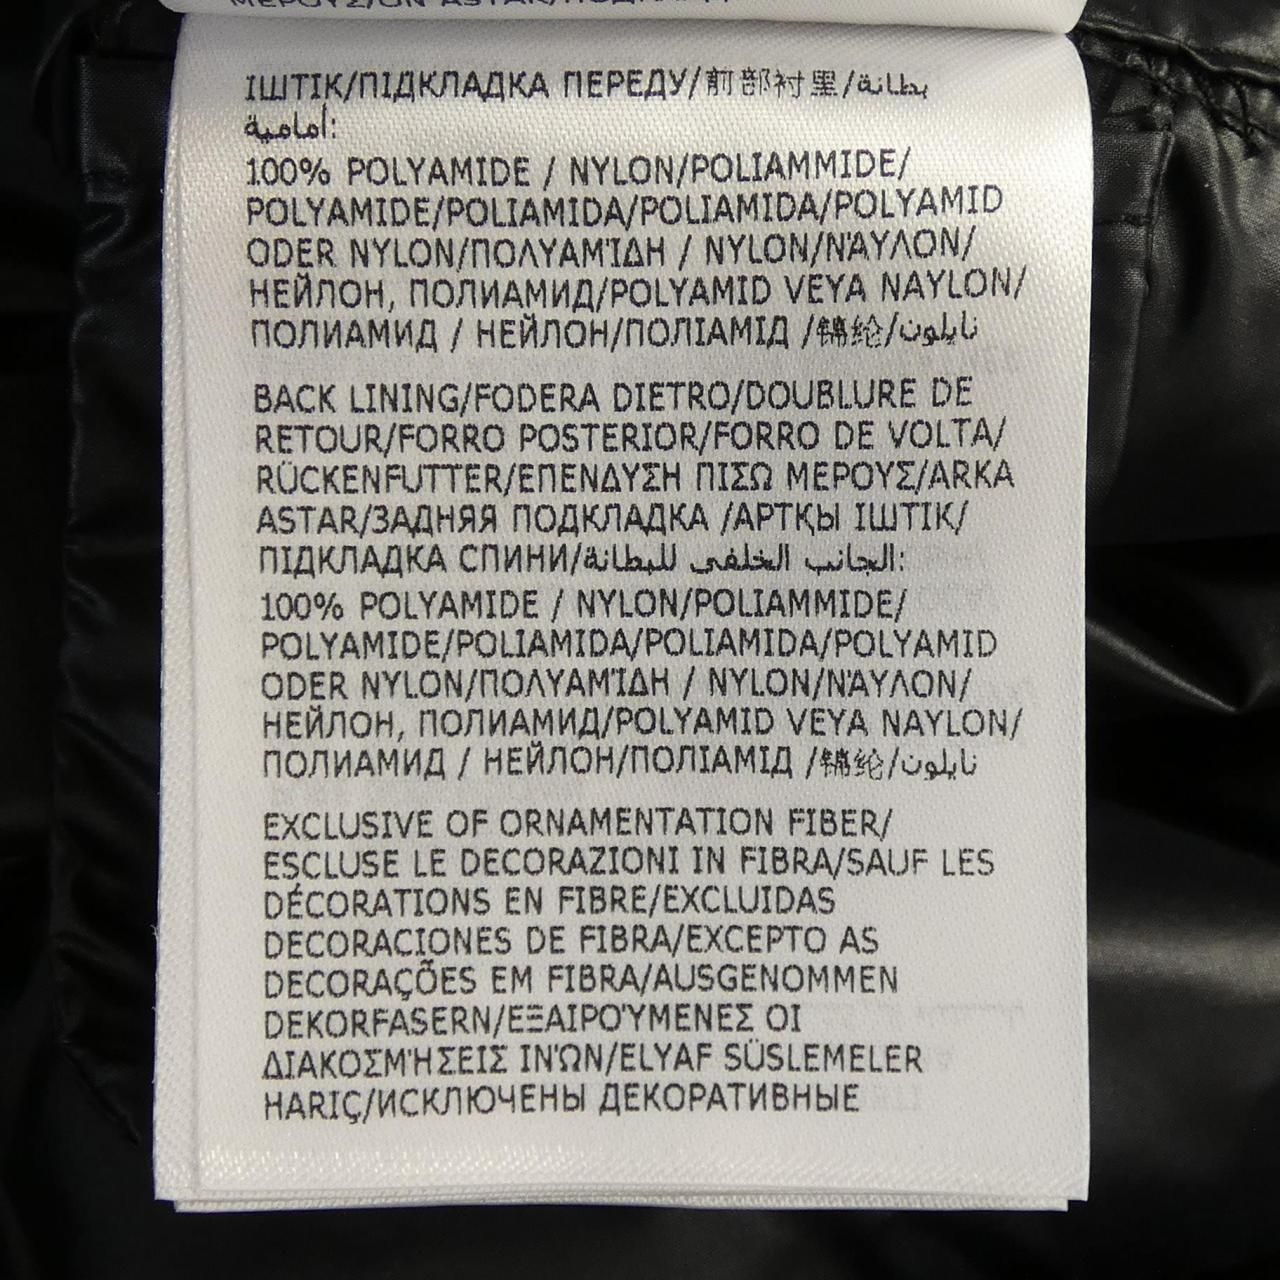 ІШТІК/ПІДКЛАДКА ПЕРЕДУ/前部衬里/بطانة
أمامية:
100% POLYAMIDE / NYLON/POLIAMMIDE/
POLYAMIDE/POLIAMIDA/POLIAMIDA/POLYAMID
ODER NYLON/ΠΟΛΥΑΜΊΔΗ / NYLON/ΝΆΥΛΟΝ/
НЕЙЛОН, ПОЛИАМИД/POLYAMID VEYA NAYLON/
ПОЛИАМИД / НЕЙЛОН/ПОЛІАМІД /锦纶/نايلون
BACK LINING/FODERA DIETRO/DOUBLURE DE
RETOUR/FORRO POSTERIOR/FORRO DE VOLTA/
RÜCKENFUTTER/ΕΠΕΝΔΥΣΗ ΠΙΣΩ ΜΕΡΟΥΣ/ARKA
ASTAR/ЗАДНЯЯ ПОДКЛАДКА /АРТҚЫ ІШТІК/
ПІДКЛАДКА СПИНИ/الجانب الخلفي للبطانة:
100% POLYAMIDE / NYLON/POLIAMMIDE/
POLYAMIDE/POLIAMIDA/POLIAMIDA/POLYAMID
ODER NYLON/ΠΟΛΥΑΜΊΔΗ / NYLON/ΝΆΥΛΟΝ/
НЕЙЛОН, ПОЛИАМИД/POLYAMID VEYA NAYLON/
ПОЛИАМИД / НЕЙЛОН/ПОЛІАМІД /锦纶/نايلون
EXCLUSIVE OF ORNAMENTATION FIBER/
ESCLUSE LE DECORAZIONI IN FIBRA/SAUF LES
DÉCORATIONS EN FIBRE/EXCLUIDAS
DECORACIONES DE FIBRA/EXCEPTO AS
DECORAÇÕES EM FIBRA/AUSGENOMMEN
DEKORFASERN/ΕΞΑΙΡΟΎΜΕΝΕΣ ΟΙ
ΔΙΑΚΟΣΜΉΣΕΙΣ ΙΝΏΝ/ELYAF SÜSLEMELER
HARIÇ/ИСКЛЮЧЕНЫ ДЕКОРАТИВНЫЕ